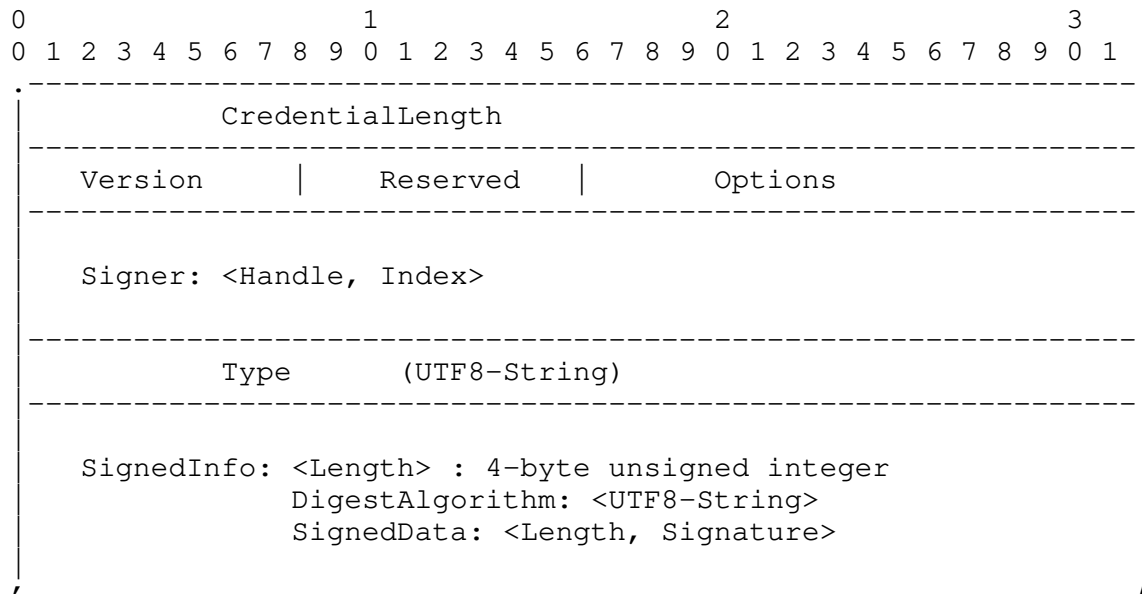 0                   1                   2                   3
0 1 2 3 4 5 6 7 8 9 0 1 2 3 4 5 6 7 8 9 0 1 2 3 4 5 6 7 8 9 0 1
.---------------------------------------------------------------
|           CredentialLength
|---------------------------------------------------------------
|   Version     |    Reserved   |       Options
|---------------------------------------------------------------
|
|   Signer: <Handle, Index>
|
|---------------------------------------------------------------
|           Type      (UTF8-String)
|---------------------------------------------------------------
|
|   SignedInfo: <Length> : 4-byte unsigned integer
|               DigestAlgorithm: <UTF8-String>
|               SignedData: <Length, Signature>
|
'